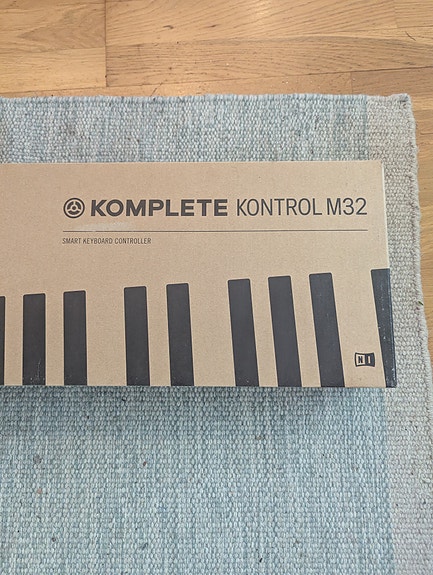 KOMPLETE KONTROL M32
SMART KEYBOARD CONTROLLER
NI